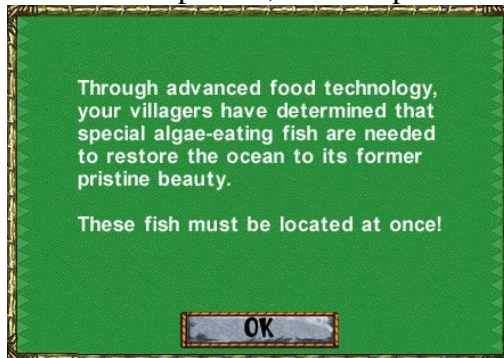 Through advanced food technology,
your villagers have determined that
special algae-eating fish are needed
to restore the ocean to its former
pristine beauty.
These fish must be located at once!
OK